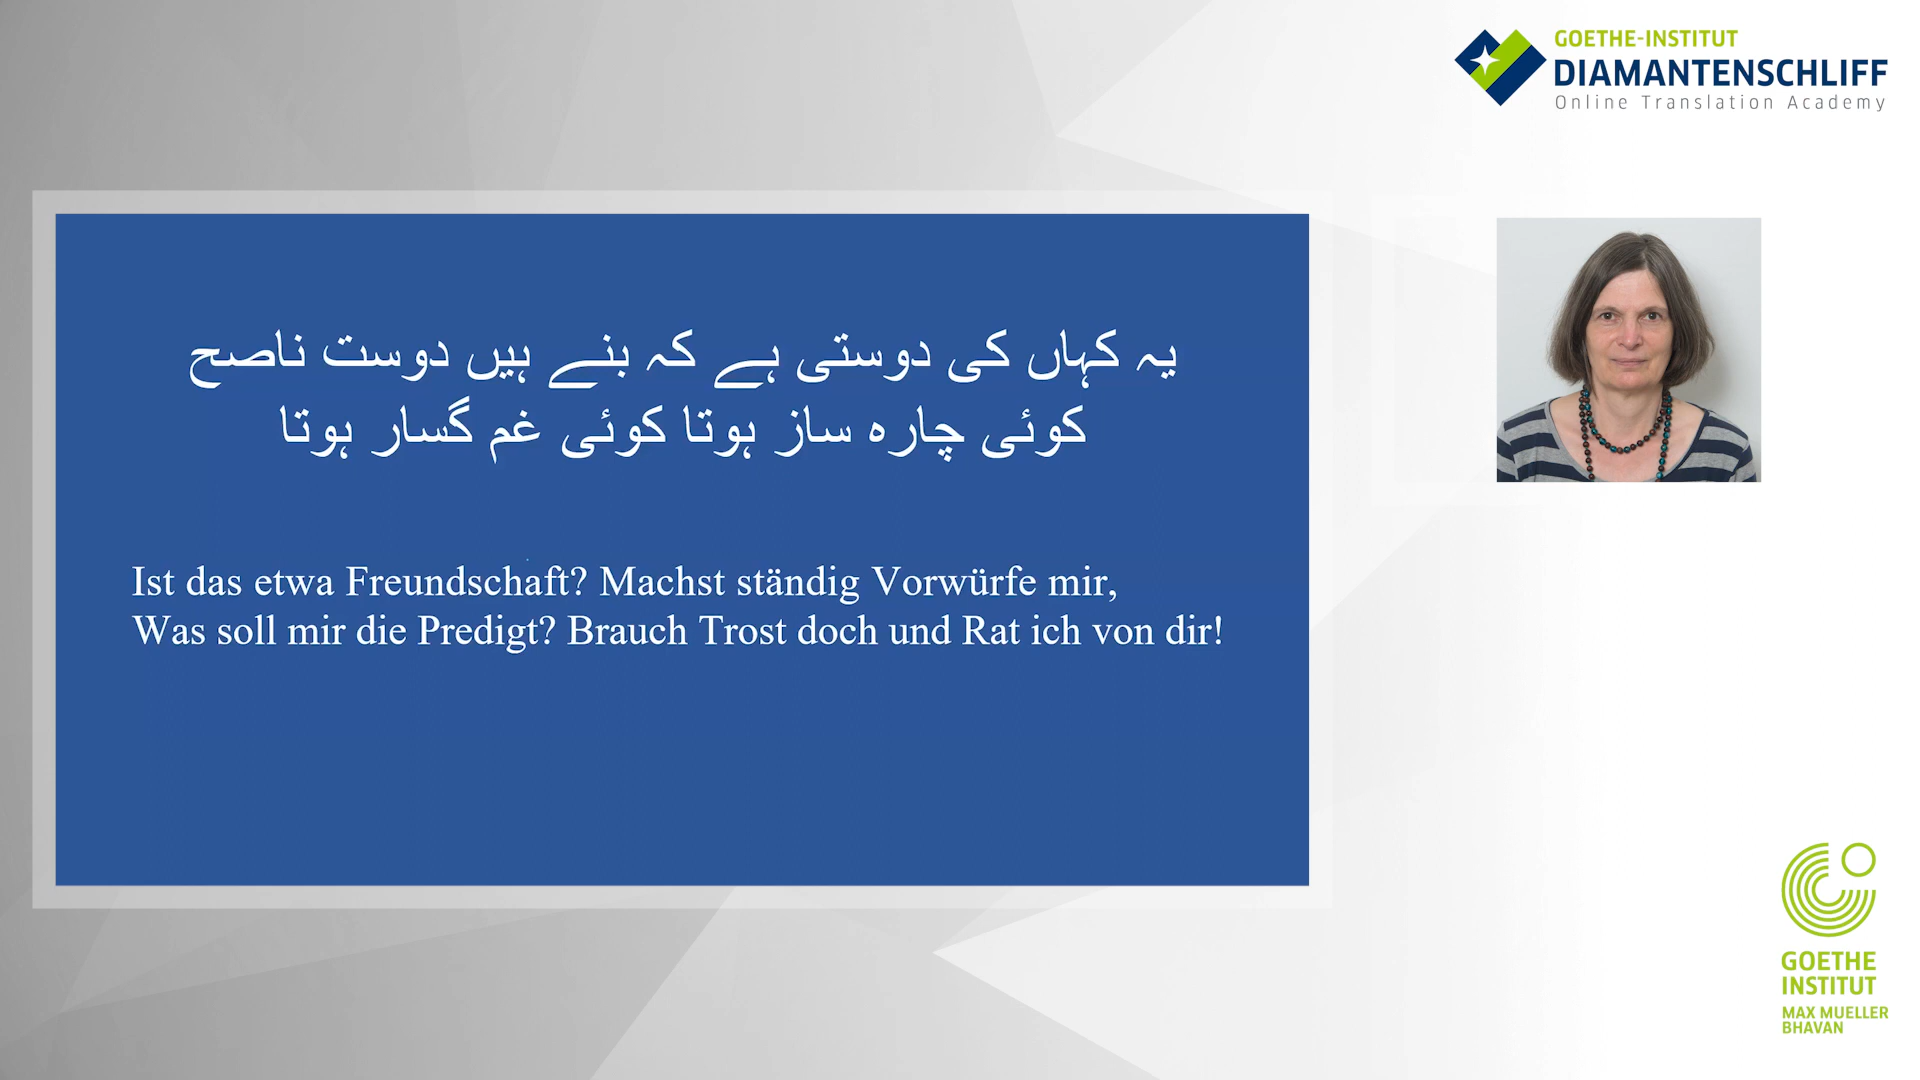 GOETHE-INSTITUT
DIAMANTENSCHLIFF
Online Translation Academy
یہ کہاں کی دوستی ہے کہ بنے ہیں دوست ناصح
کوئی چارہ ساز ہوتا کوئی غم گسار ہوتا
Ist das etwa Freundschaft? Machst ständig Vorwürfe mir,
Was soll mir die Predigt? Brauch Trost doch und Rat ich von dir!
GOETHE
INSTITUT
MAX MUELLER
BHAVAN